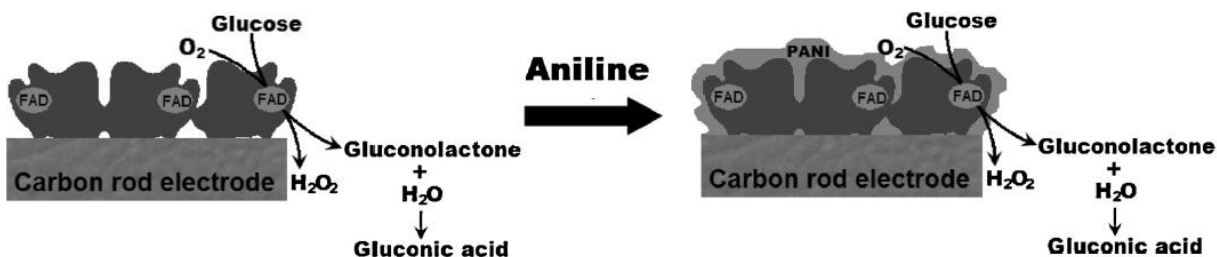 Glucose
O₂
FAD FAD FAD
Carbon rod electrode
H₂O₂
Gluconolactone
+
H₂O
Gluconic acid
Aniline
Glucose
PANI
O₂
FAD FAD FAD
Carbon rod electrode
H₂O₂
Gluconolactone
+
H₂O
Gluconic acid